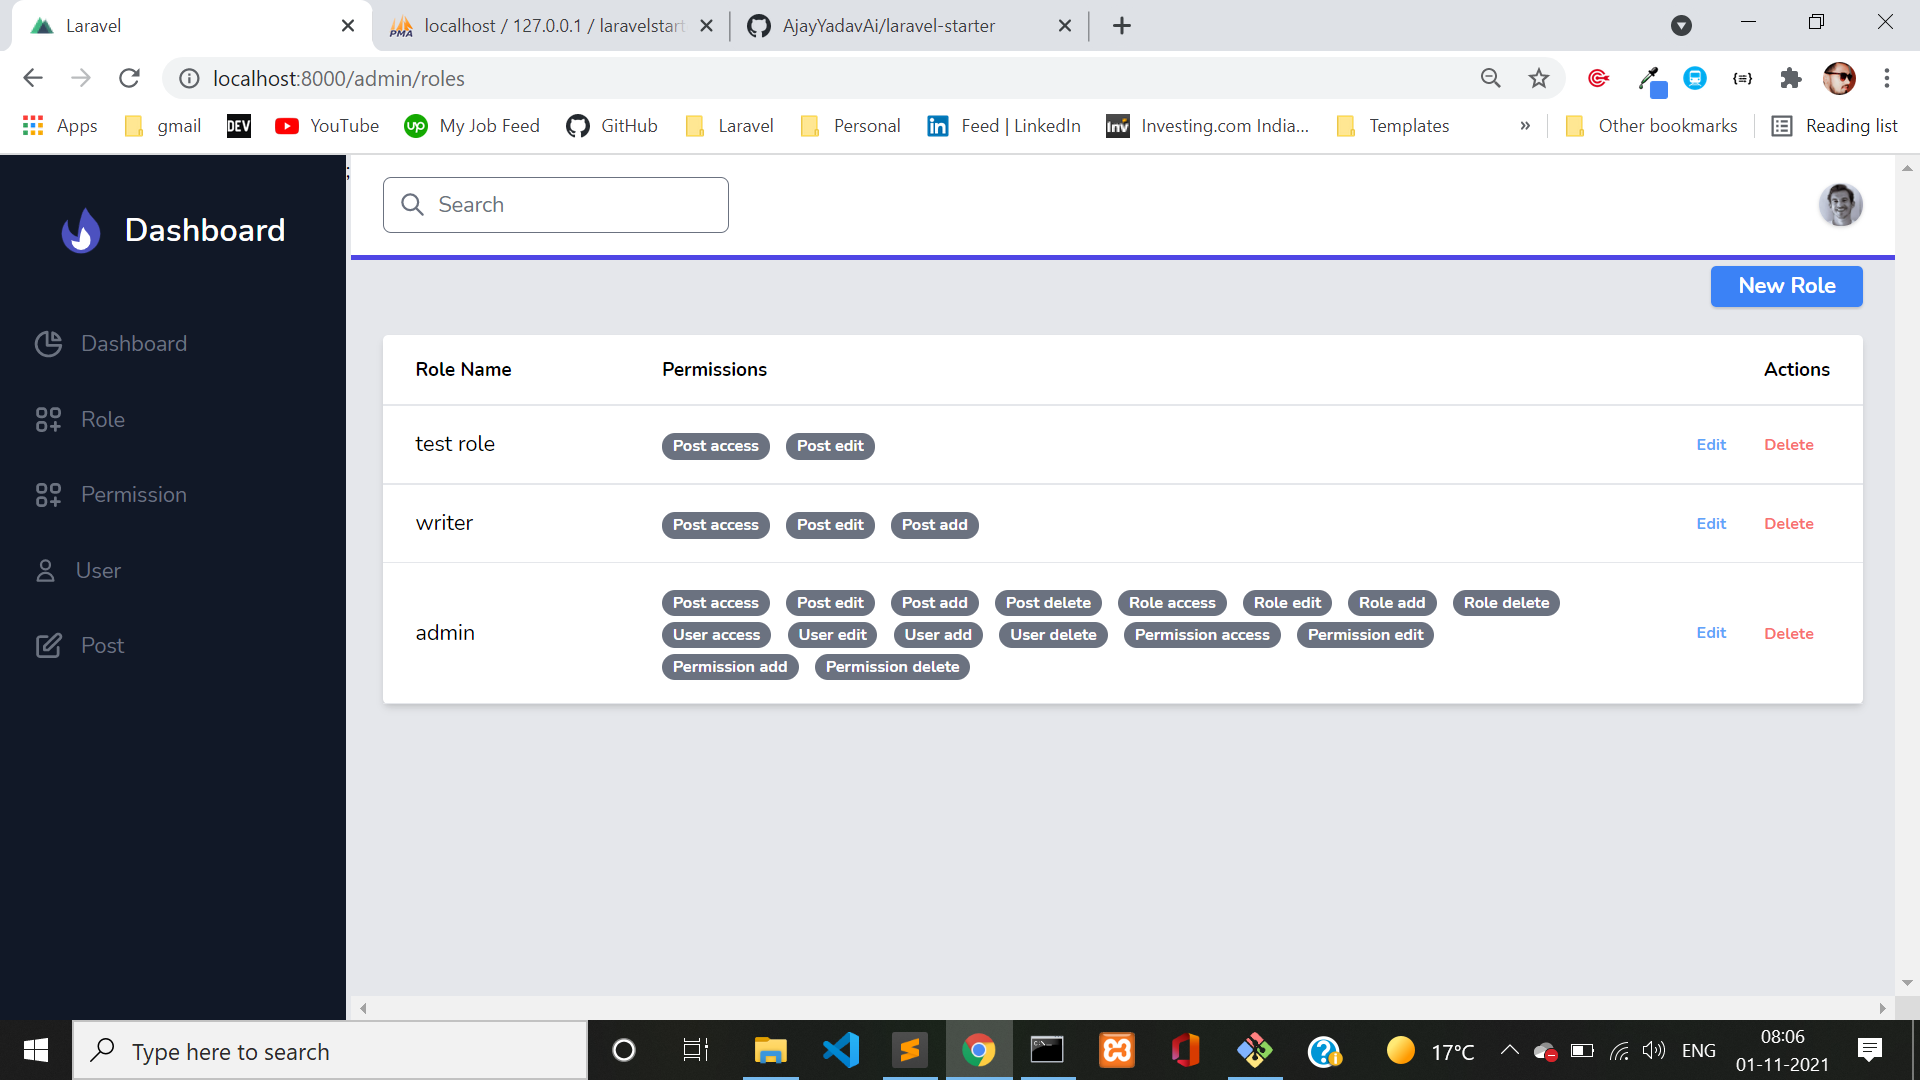 Laravel
localhost / 127.0.0.1 / laravelstart
AjayYadavAi/laravel-starter
localhost:8000/admin/roles
Apps gmail DEV YouTube up My Job Feed GitHub Laravel Personal in Feed | LinkedIn Inv Investing.com India... Templates » Other bookmarks Reading list
;
Dashboard
Search
New Role
Dashboard
Role
Permission
User
Post
Role Name Permissions Actions
test role Post access Post edit Edit Delete
writer Post access Post edit Post add Edit Delete
admin Post access Post edit Post add Post delete Role access Role edit Role add Role delete Edit Delete
User access User edit User add User delete Permission access Permission edit
Permission add Permission delete
Type here to search
17°C
ENG
08:06
01-11-2021